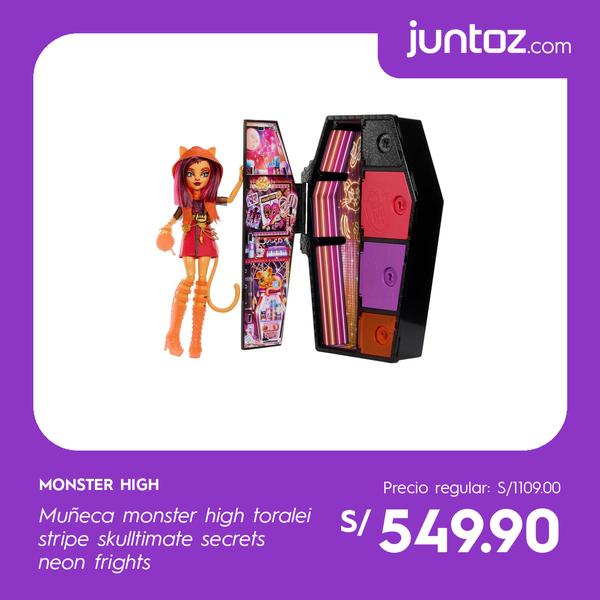 juntoz.com
MONSTER HIGH
Muñeca monster high toralei
stripe skulltimate secrets
neon frights
Precio regular: S/1109.00
S/ 549.90